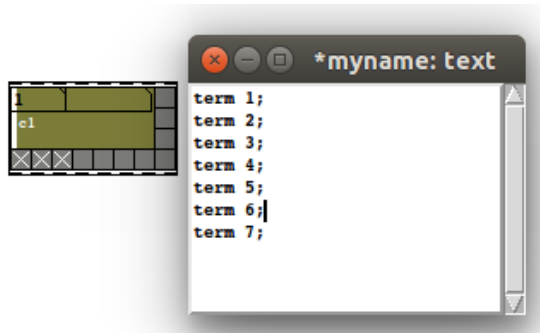 *myname: text
1
c1
term 1;
term 2;
term 3;
term 4;
term 5;
term 6;
term 7;